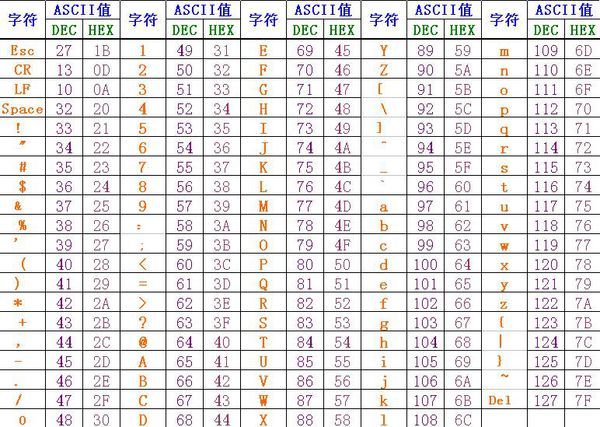 字符 ASCII值 字符 ASCII值 字符 ASCII值 字符 ASCII值 字符 ASCII值
DEC HEX DEC HEX DEC HEX DEC HEX DEC HEX
Esc 27 1B 1 49 31 E 69 45 Y 89 59 m 109 6D
CR 13 0D 2 50 32 F 70 46 Z 90 5A n 110 6E
LF 10 0A 3 51 33 G 71 47 [ 91 5B o 111 6F
Space 32 20 4 52 34 H 72 48 \ 92 5C p 112 70
! 33 21 5 53 35 I 73 49 ] 93 5D q 113 71
" 34 22 6 54 36 J 74 4A ^ 94 5E r 114 72
# 35 23 7 55 37 K 75 4B _ 95 5F s 115 73
$ 36 24 8 56 38 L 76 4C ` 96 60 t 116 74
& 37 25 9 57 39 M 77 4D a 97 61 u 117 75
% 38 26 : 58 3A N 78 4E b 98 62 v 118 76
' 39 27 ; 59 3B O 79 4F c 99 63 w 119 77
( 40 28 < 60 3C P 80 50 d 100 64 x 120 78
) 41 29 = 61 3D Q 81 51 e 101 65 y 121 79
* 42 2A > 62 3E R 82 52 f 102 66 z 122 7A
+ 43 2B ? 63 3F S 83 53 g 103 67 { 123 7B
, 44 2C @ 64 40 T 84 54 h 104 68 | 124 7C
- 45 2D A 65 41 U 85 55 i 105 69 } 125 7D
. 46 2E B 66 42 V 86 56 j 106 6A ~ 126 7E
/ 47 2F C 67 43 W 87 57 k 107 6B Del 127 7F
0 48 30 D 68 44 X 88 58 l 108 6C